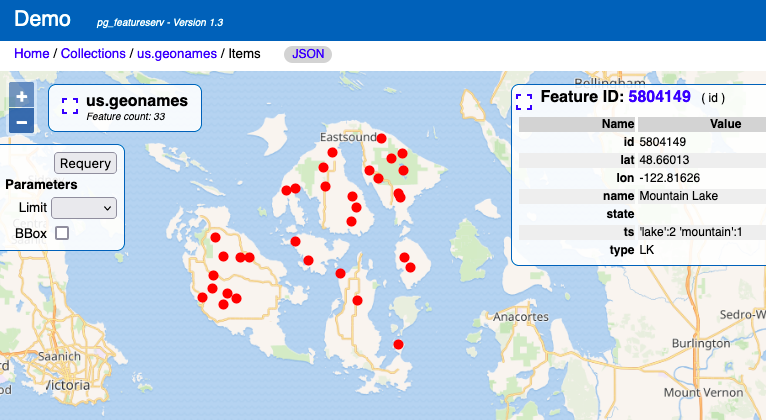 Demo pg_featureserv - Version 1.3
Home / Collections / us.geonames / Items JSON
+
−
us.geonames
Feature count: 33
Requery
Parameters
Limit
BBox
Feature ID: 5804149 ( id )
Name Value
id 5804149
lat 48.66013
lon -122.81626
name Mountain Lake
state
ts 'lake':2 'mountain':1
type LK
Bellingham
Eastsound
Anacortes
Sedro-W
Burlington
Mount Vernon
Saanich
Victoria